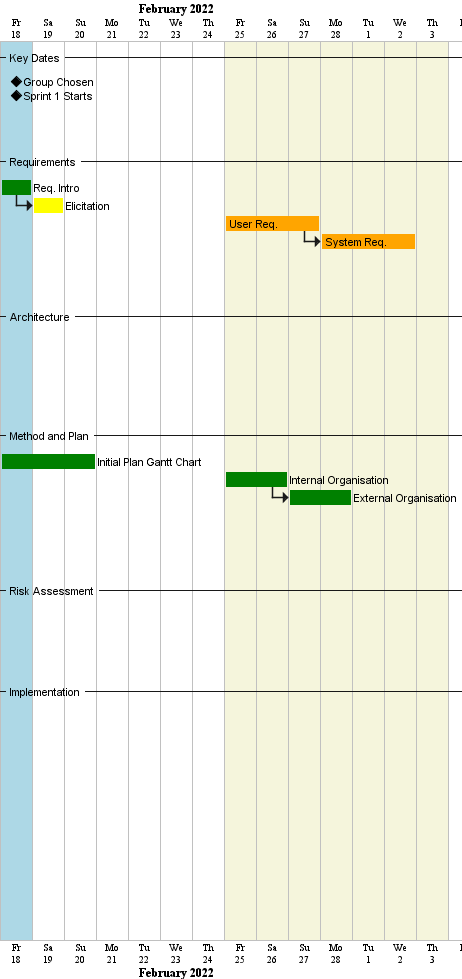 February 2022
Fr Sa Su Mo Tu We Th Fr Sa Su Mo Tu We Th
18 19 20 21 22 23 24 25 26 27 28 1 2 3
Key Dates
Group Chosen
Sprint 1 Starts
Requirements
Req. Intro
Elicitation
User Req.
System Req.
Architecture
Method and Plan
Initial Plan Gantt Chart
Internal Organisation
External Organisation
Risk Assessment
Implementation
Fr Sa Su Mo Tu We Th Fr Sa Su Mo Tu We Th
18 19 20 21 22 23 24 25 26 27 28 1 2 3
February 2022